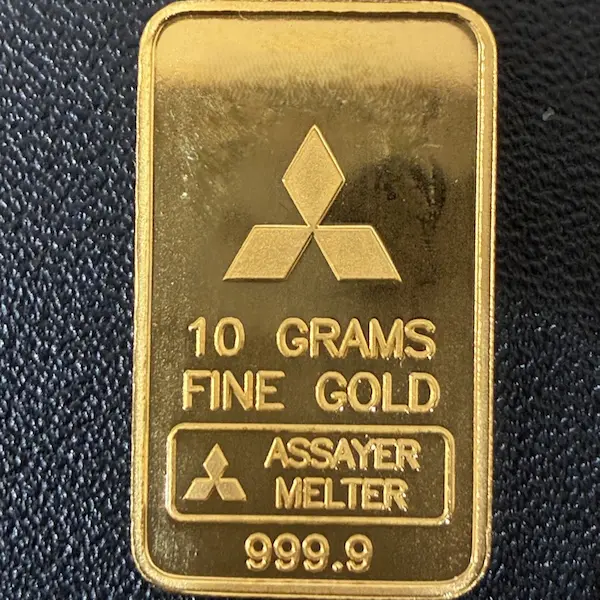 10 GRAMS
FINE GOLD
ASSAYER
MELTER
999.9